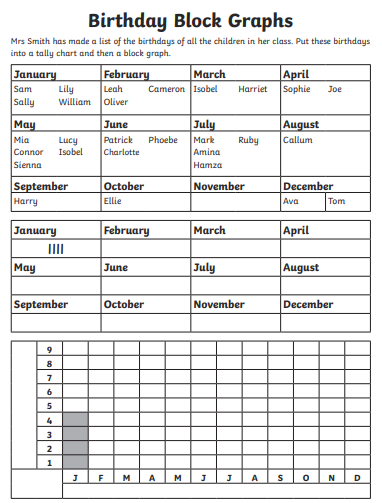 Birthday Block Graphs
Mrs Smith has made a list of the birthdays of all the children in her class. Put these birthdays
into a tally chart and then a block graph.
January February March April
Sam Lily Leah Cameron Isobel Harriet Sophie Joe
Sally William Oliver
May June July August
Mia Lucy Patrick Phoebe Mark Ruby Callum
Connor Isobel Charlotte Amina
Sienna Hamza
September October November December
Harry Ellie Ava Tom
January February March April
IIII
May June July August
September October November December
9
8
7
6
5
4
3
2
1
J F M A M J J A S O N D